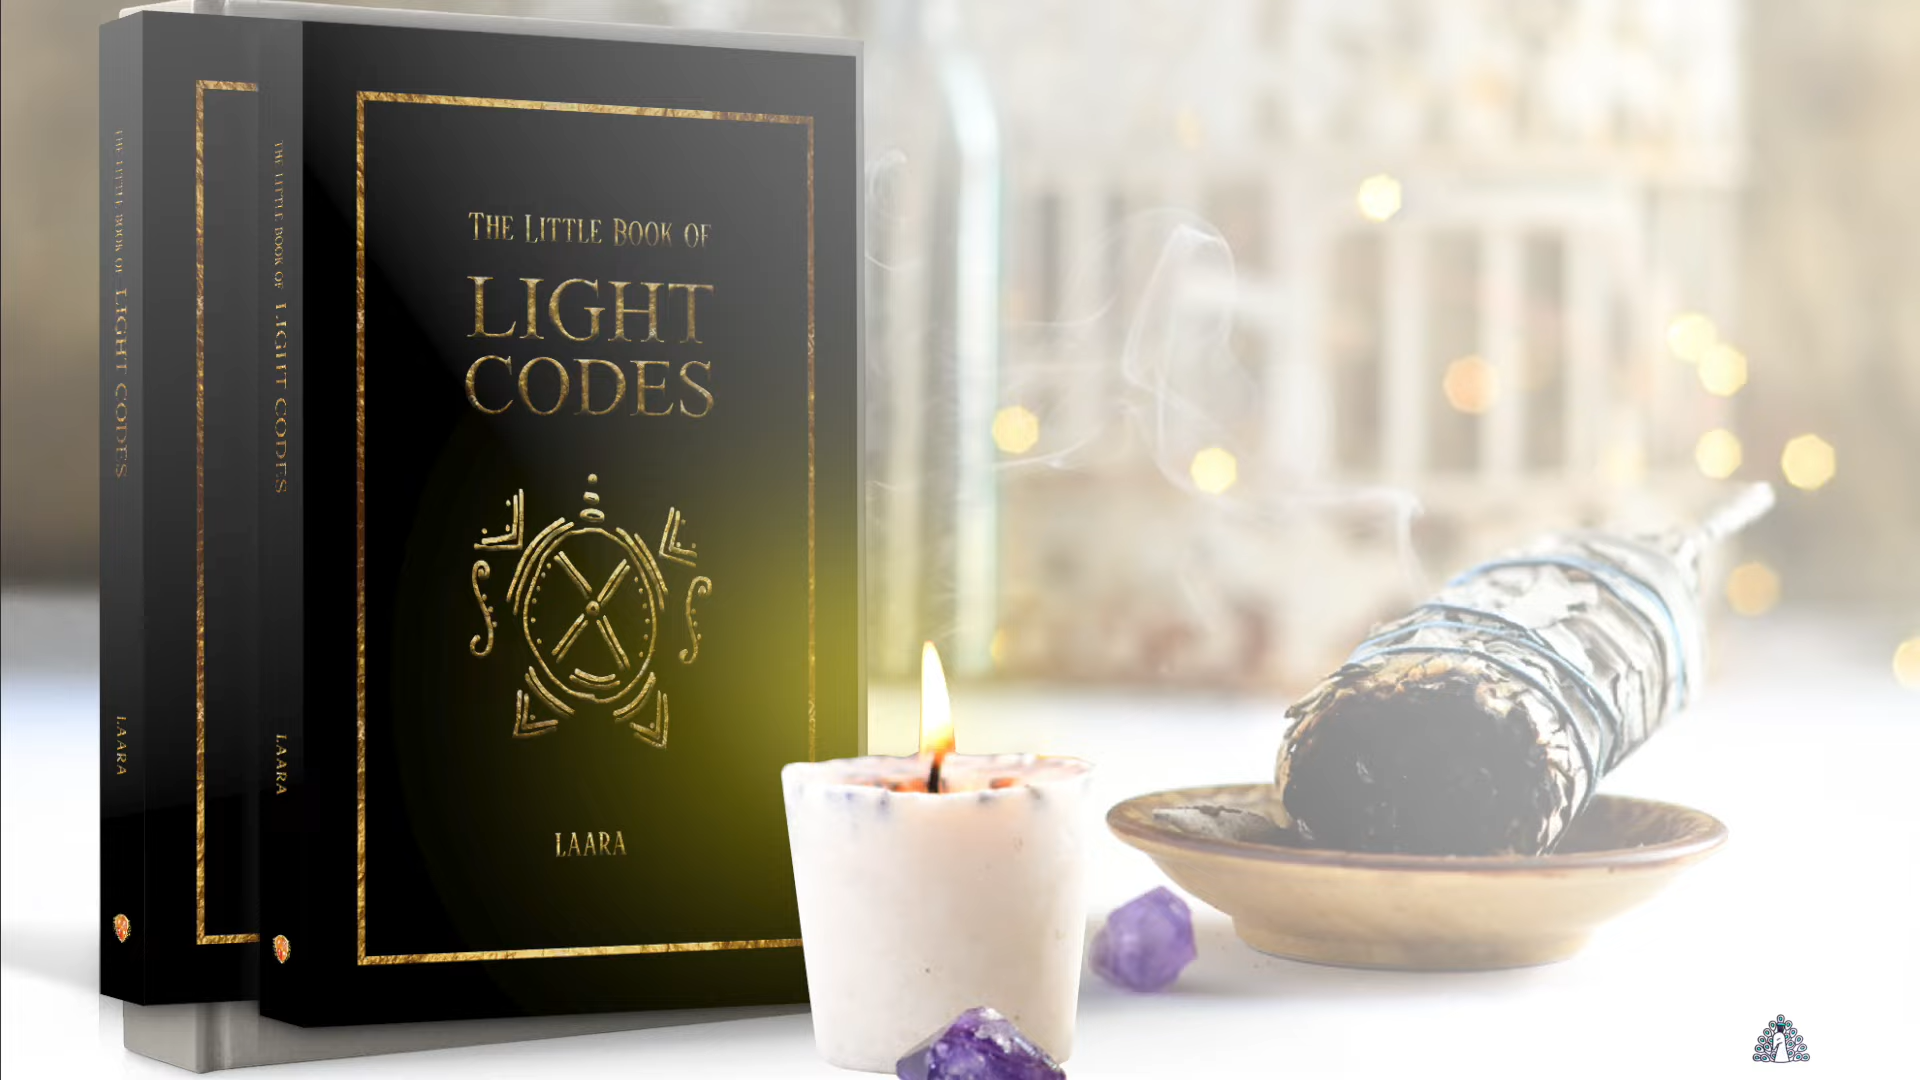 THE LITTLE BOOK OF LIGHT CODES
LAARA
THE LITTLE BOOK OF LIGHT CODES
LAARA
THE LITTLE BOOK OF
LIGHT
CODES
LAARA